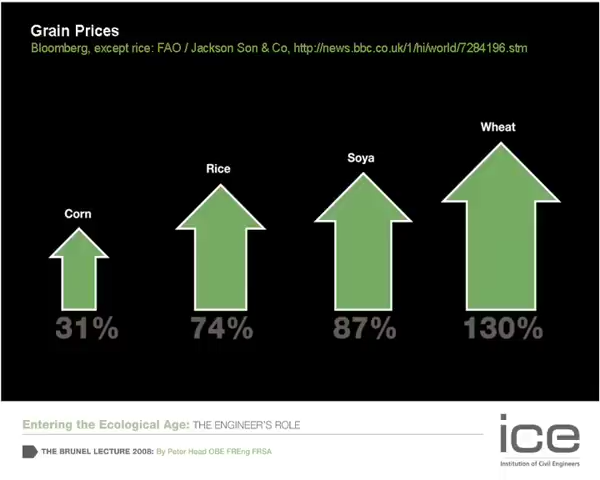 Grain Prices
Bloomberg, except rice: FAO / Jackson Son & Co, http://news.bbc.co.uk/1/hi/world/7284196.stm
Wheat
Soya
Rice
Corn
31% 74% 87% 130%
Entering the Ecological Age: THE ENGINEER'S ROLE
THE BRUNEL LECTURE 2008: By Peter Head OBE FREng FRSA
ice
Institution of Civil Engineers